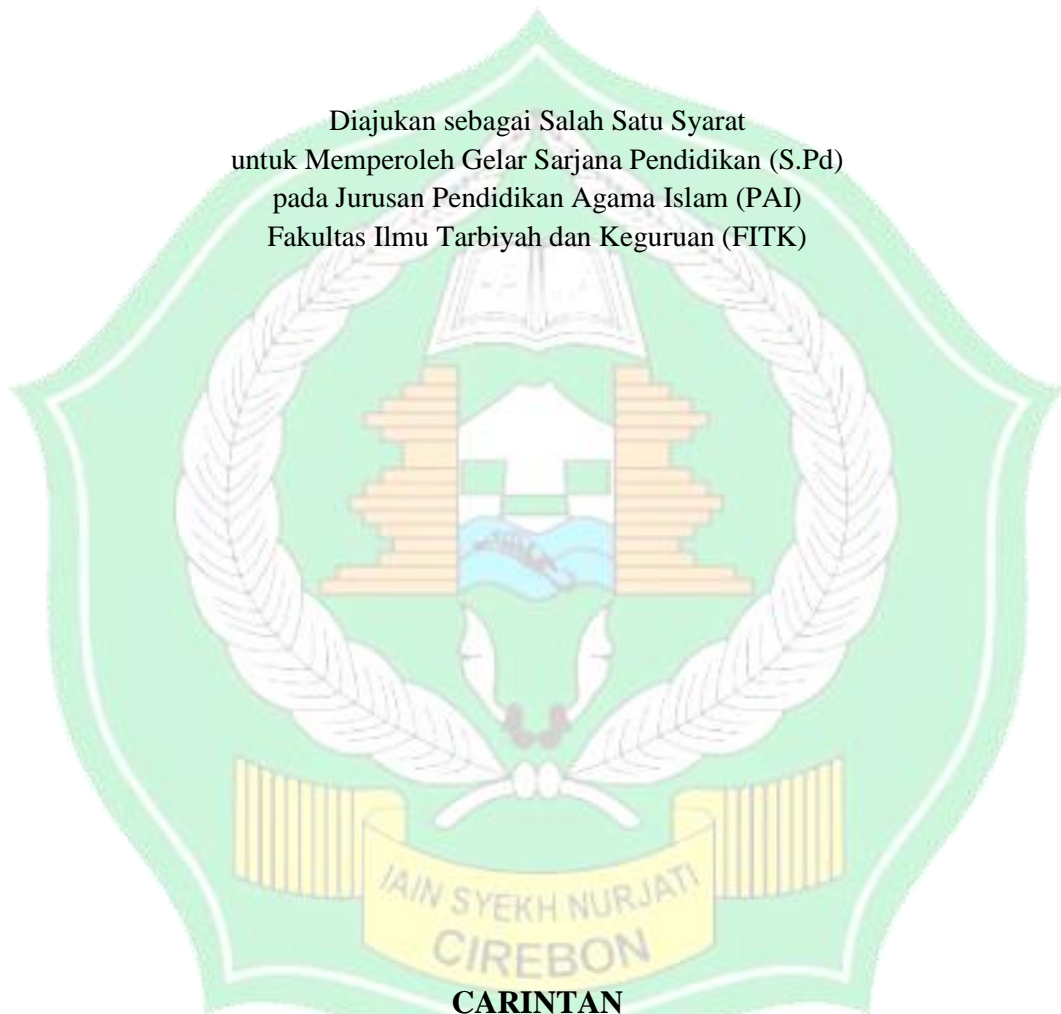 Diajukan sebagai Salah Satu Syarat
untuk Memperoleh Gelar Sarjana Pendidikan (S.Pd)
pada Jurusan Pendidikan Agama Islam (PAI)
Fakultas Ilmu Tarbiyah dan Keguruan (FITK)
IAIN SYEKH NURJATI
CIREBON
CARINTAN